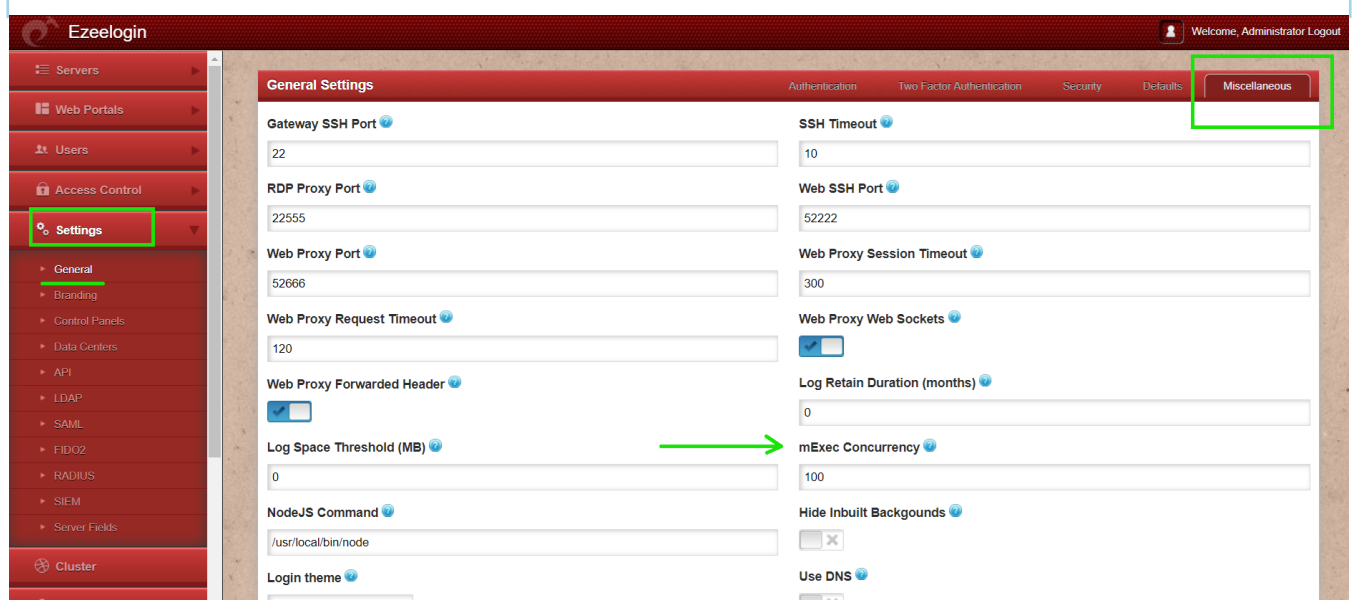 Ezeelogin
Welcome, Administrator Logout
Servers
Web Portals
Users
Access Control
Settings
General
Branding
Control Panels
Data Centers
API
LDAP
SAML
FIDO2
RADIUS
SIEM
Server Fields
Cluster
General Settings
Authentication
Two Factor Authentication
Security
Defaults
Miscellaneous
Gateway SSH Port
22
SSH Timeout
10
RDP Proxy Port
22555
Web SSH Port
52222
Web Proxy Port
52666
Web Proxy Session Timeout
300
Web Proxy Request Timeout
120
Web Proxy Web Sockets
Web Proxy Forwarded Header
Log Retain Duration (months)
0
Log Space Threshold (MB)
0
mExec Concurrency
100
NodeJS Command
/usr/local/bin/node
Hide Inbuilt Backgounds
Login theme
Use DNS